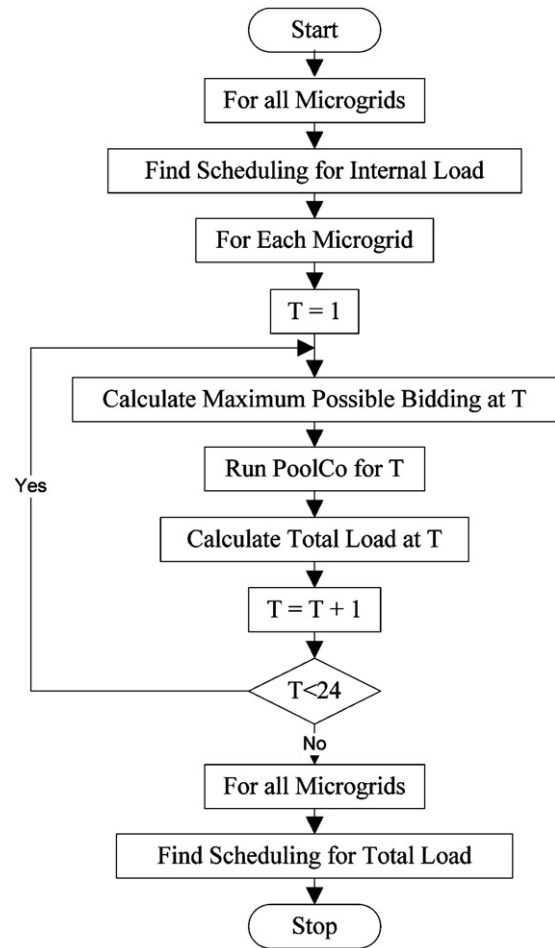 Start
For all Microgrids
Find Scheduling for Internal Load
For Each Microgrid
T = 1
Calculate Maximum Possible Bidding at T
Run PoolCo for T
Yes
Calculate Total Load at T
T = T + 1
T<24
No
For all Microgrids
Find Scheduling for Total Load
Stop